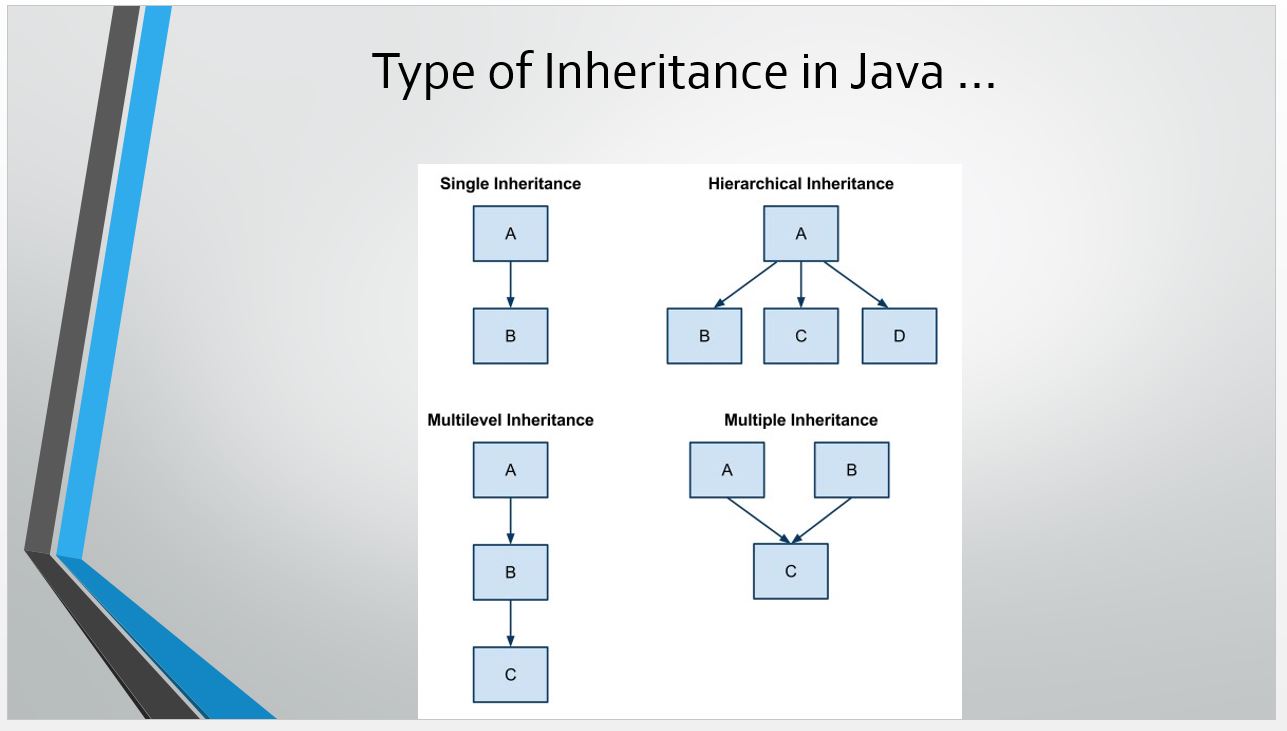 Type of Inheritance in Java ...
Single Inheritance
A
B
Hierarchical Inheritance
A
B C D
Multilevel Inheritance
A
B
C
Multiple Inheritance
A B
C